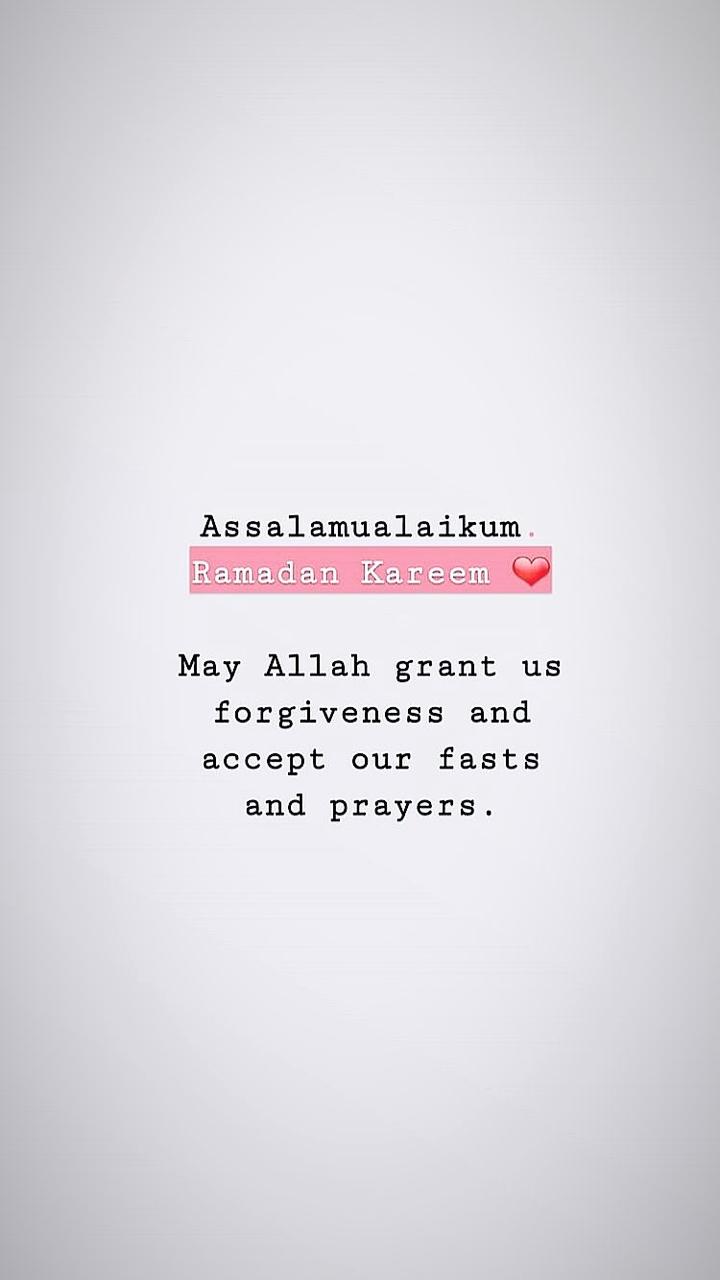 Assalamualaikum.
Ramadan Kareem ❤
May Allah grant us
forgiveness and
accept our fasts
and prayers.